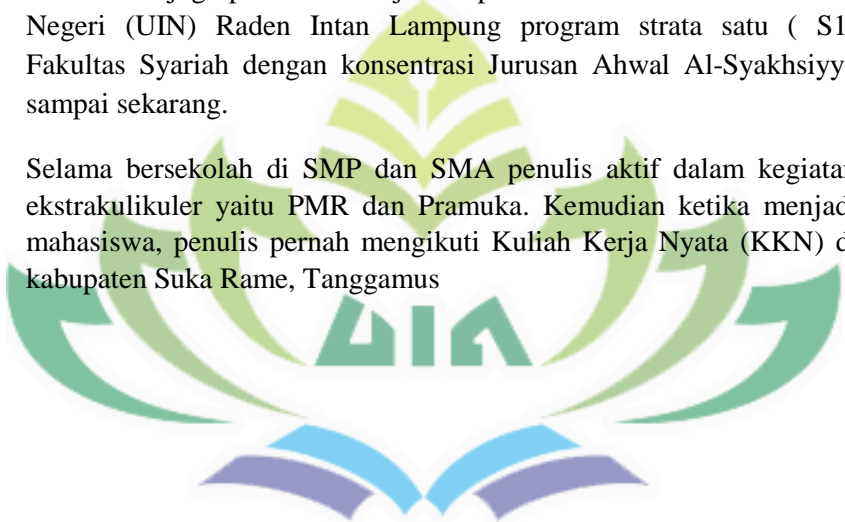 Negeri (UIN) Raden Intan Lampung program strata satu ( S1
Fakultas Syariah dengan konsentrasi Jurusan Ahwal Al-Syakhsiyy
sampai sekarang.
Selama bersekolah di SMP dan SMA penulis aktif dalam kegiatan
ekstrakulikuler yaitu PMR dan Pramuka. Kemudian ketika menjad
mahasiswa, penulis pernah mengikuti Kuliah Kerja Nyata (KKN) d
kabupaten Suka Rame, Tanggamus
UIN